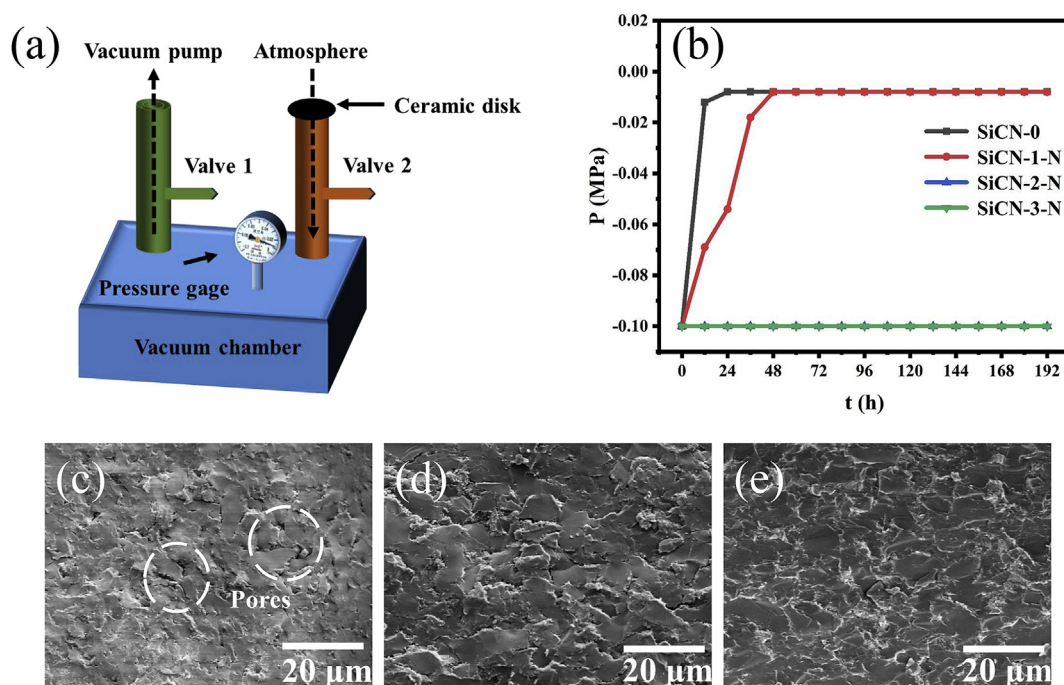 (a)
Vacuum pump
Atmosphere
Ceramic disk
Valve 1
Valve 2
Pressure gage
Vacuum chamber
(b)
0.02
0.00
-0.02
-0.04
-0.06
-0.08
-0.10
P (MPa)
SiCN-0
SiCN-1-N
SiCN-2-N
SiCN-3-N
0 24 48 72 96 120 144 168 192
t (h)
(c)
Pores
20 μm
(d)
20 μm
(e)
20 μm